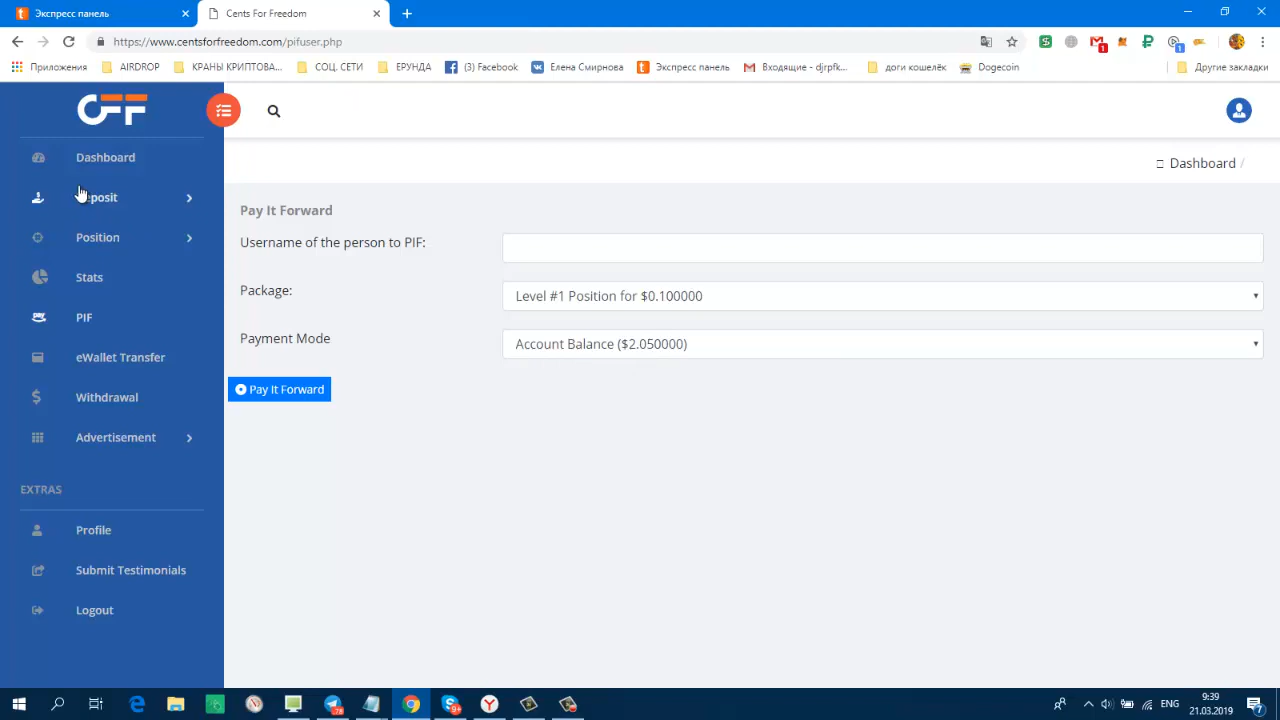 Экспресс панель
Cents For Freedom
https://www.centsforfreedom.com/pifuser.php
Приложения
AIRDROP
КРАНЫ КРИПТОВА...
СОЦ. СЕТИ
ЕРУНДА
(3) Facebook
Елена Смирнова
Экспресс панель
Входящие - djrpfk...
доги кошелёк
Dogecoin
Другие закладки
CFF
Dashboard
Dashboard /
eposit
Position
Stats
PIF
eWallet Transfer
Withdrawal
Advertisement
EXTRAS
Profile
Submit Testimonials
Logout
Pay It Forward
Username of the person to PIF:
Package:
Level #1 Position for $0.100000
Payment Mode
Account Balance ($2.050000)
Pay It Forward
ENG
9:39
21.03.2019